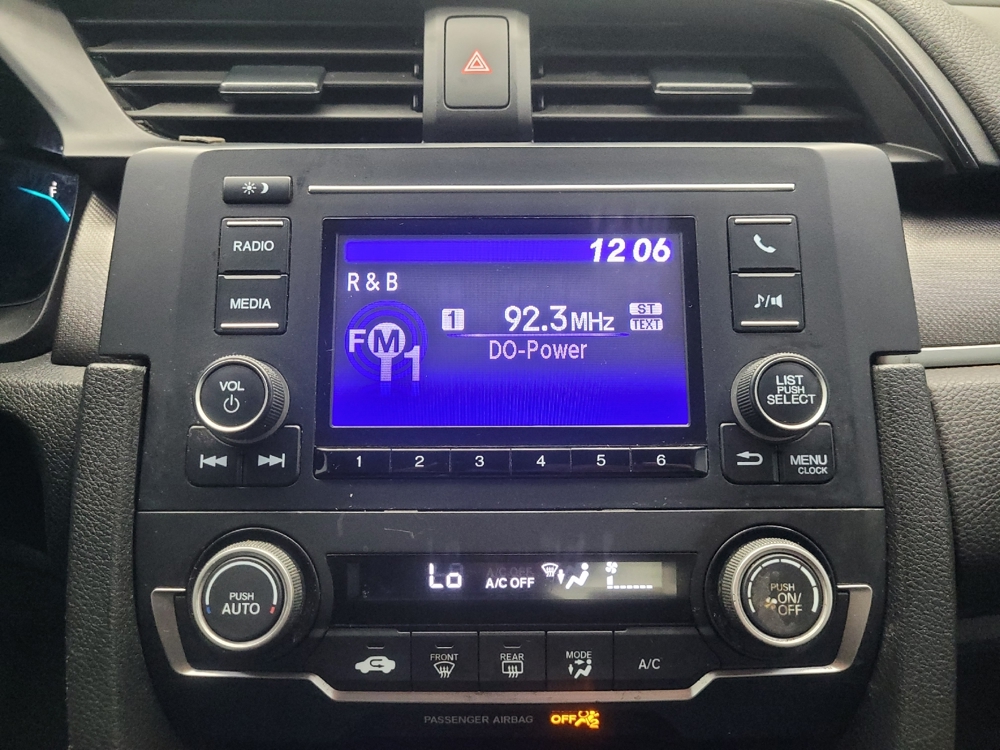 F
12 06
RADIO
R & B
MEDIA
FM1
1
92.3MHz
ST
TEXT
DO-Power
VOL
LIST
PUSH
SELECT
1 2 3 4 5 6
MENU
CLOCK
Lo
A/C OFF
PUSH
AUTO
PUSH
ON/
OFF
FRONT
REAR
MODE
A/C
PASSENGER AIRBAG OFF